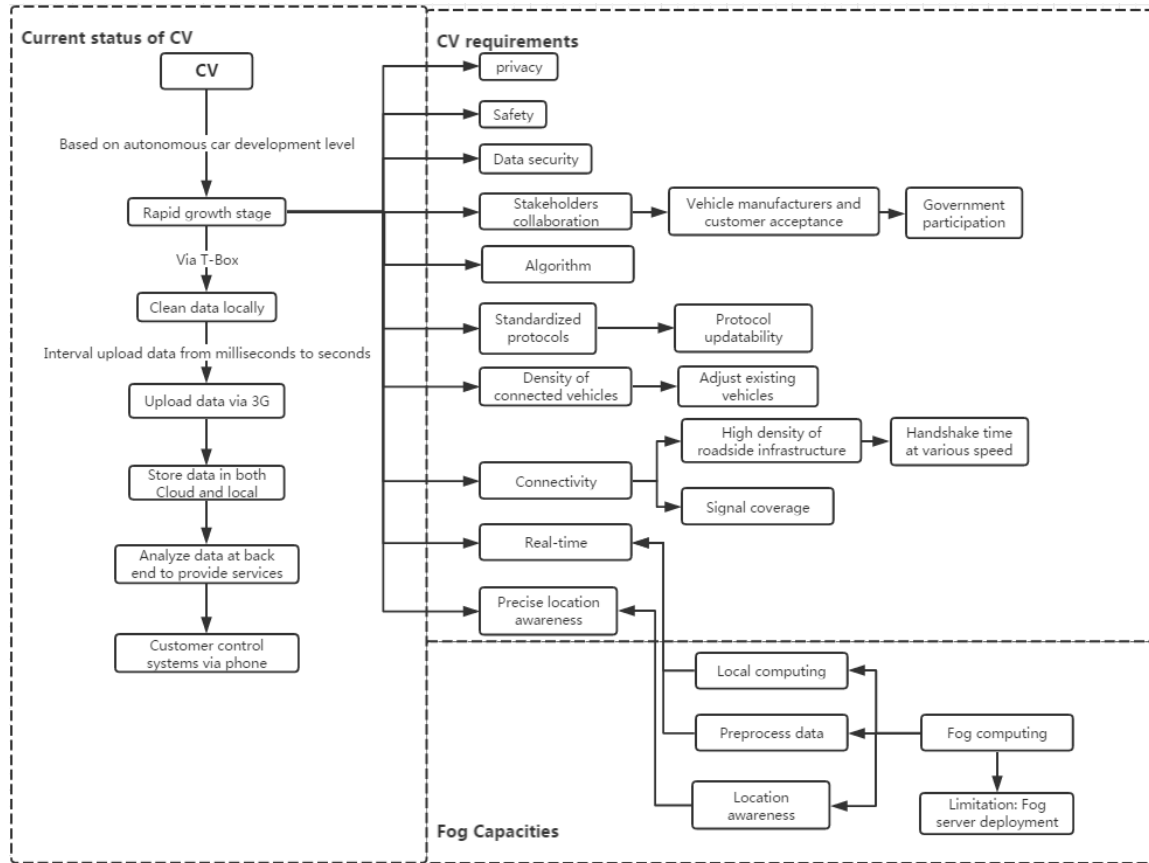 Current status of CV
CV
Based on autonomous car development level
Rapid growth stage
Via T-Box
Clean data locally
Interval upload data from milliseconds to seconds
Upload data via 3G
Store data in both
Cloud and local
Analyze data at back
end to provide services
Customer control
systems via phone
CV requirements
privacy
Safety
Data security
Stakeholders
collaboration
Vehicle manufacturers and
customer acceptance
Government
participation
Algorithm
Standardized
protocols
Protocol
updatability
Density of
connected vehicles
Adjust existing
vehicles
Connectivity
High density of
roadside infrastructure
Handshake time
at various speed
Signal coverage
Real-time
Precise location
awareness
Local computing
Preprocess data
Fog computing
Location
awareness
Limitation: Fog
server deployment
Fog Capacities